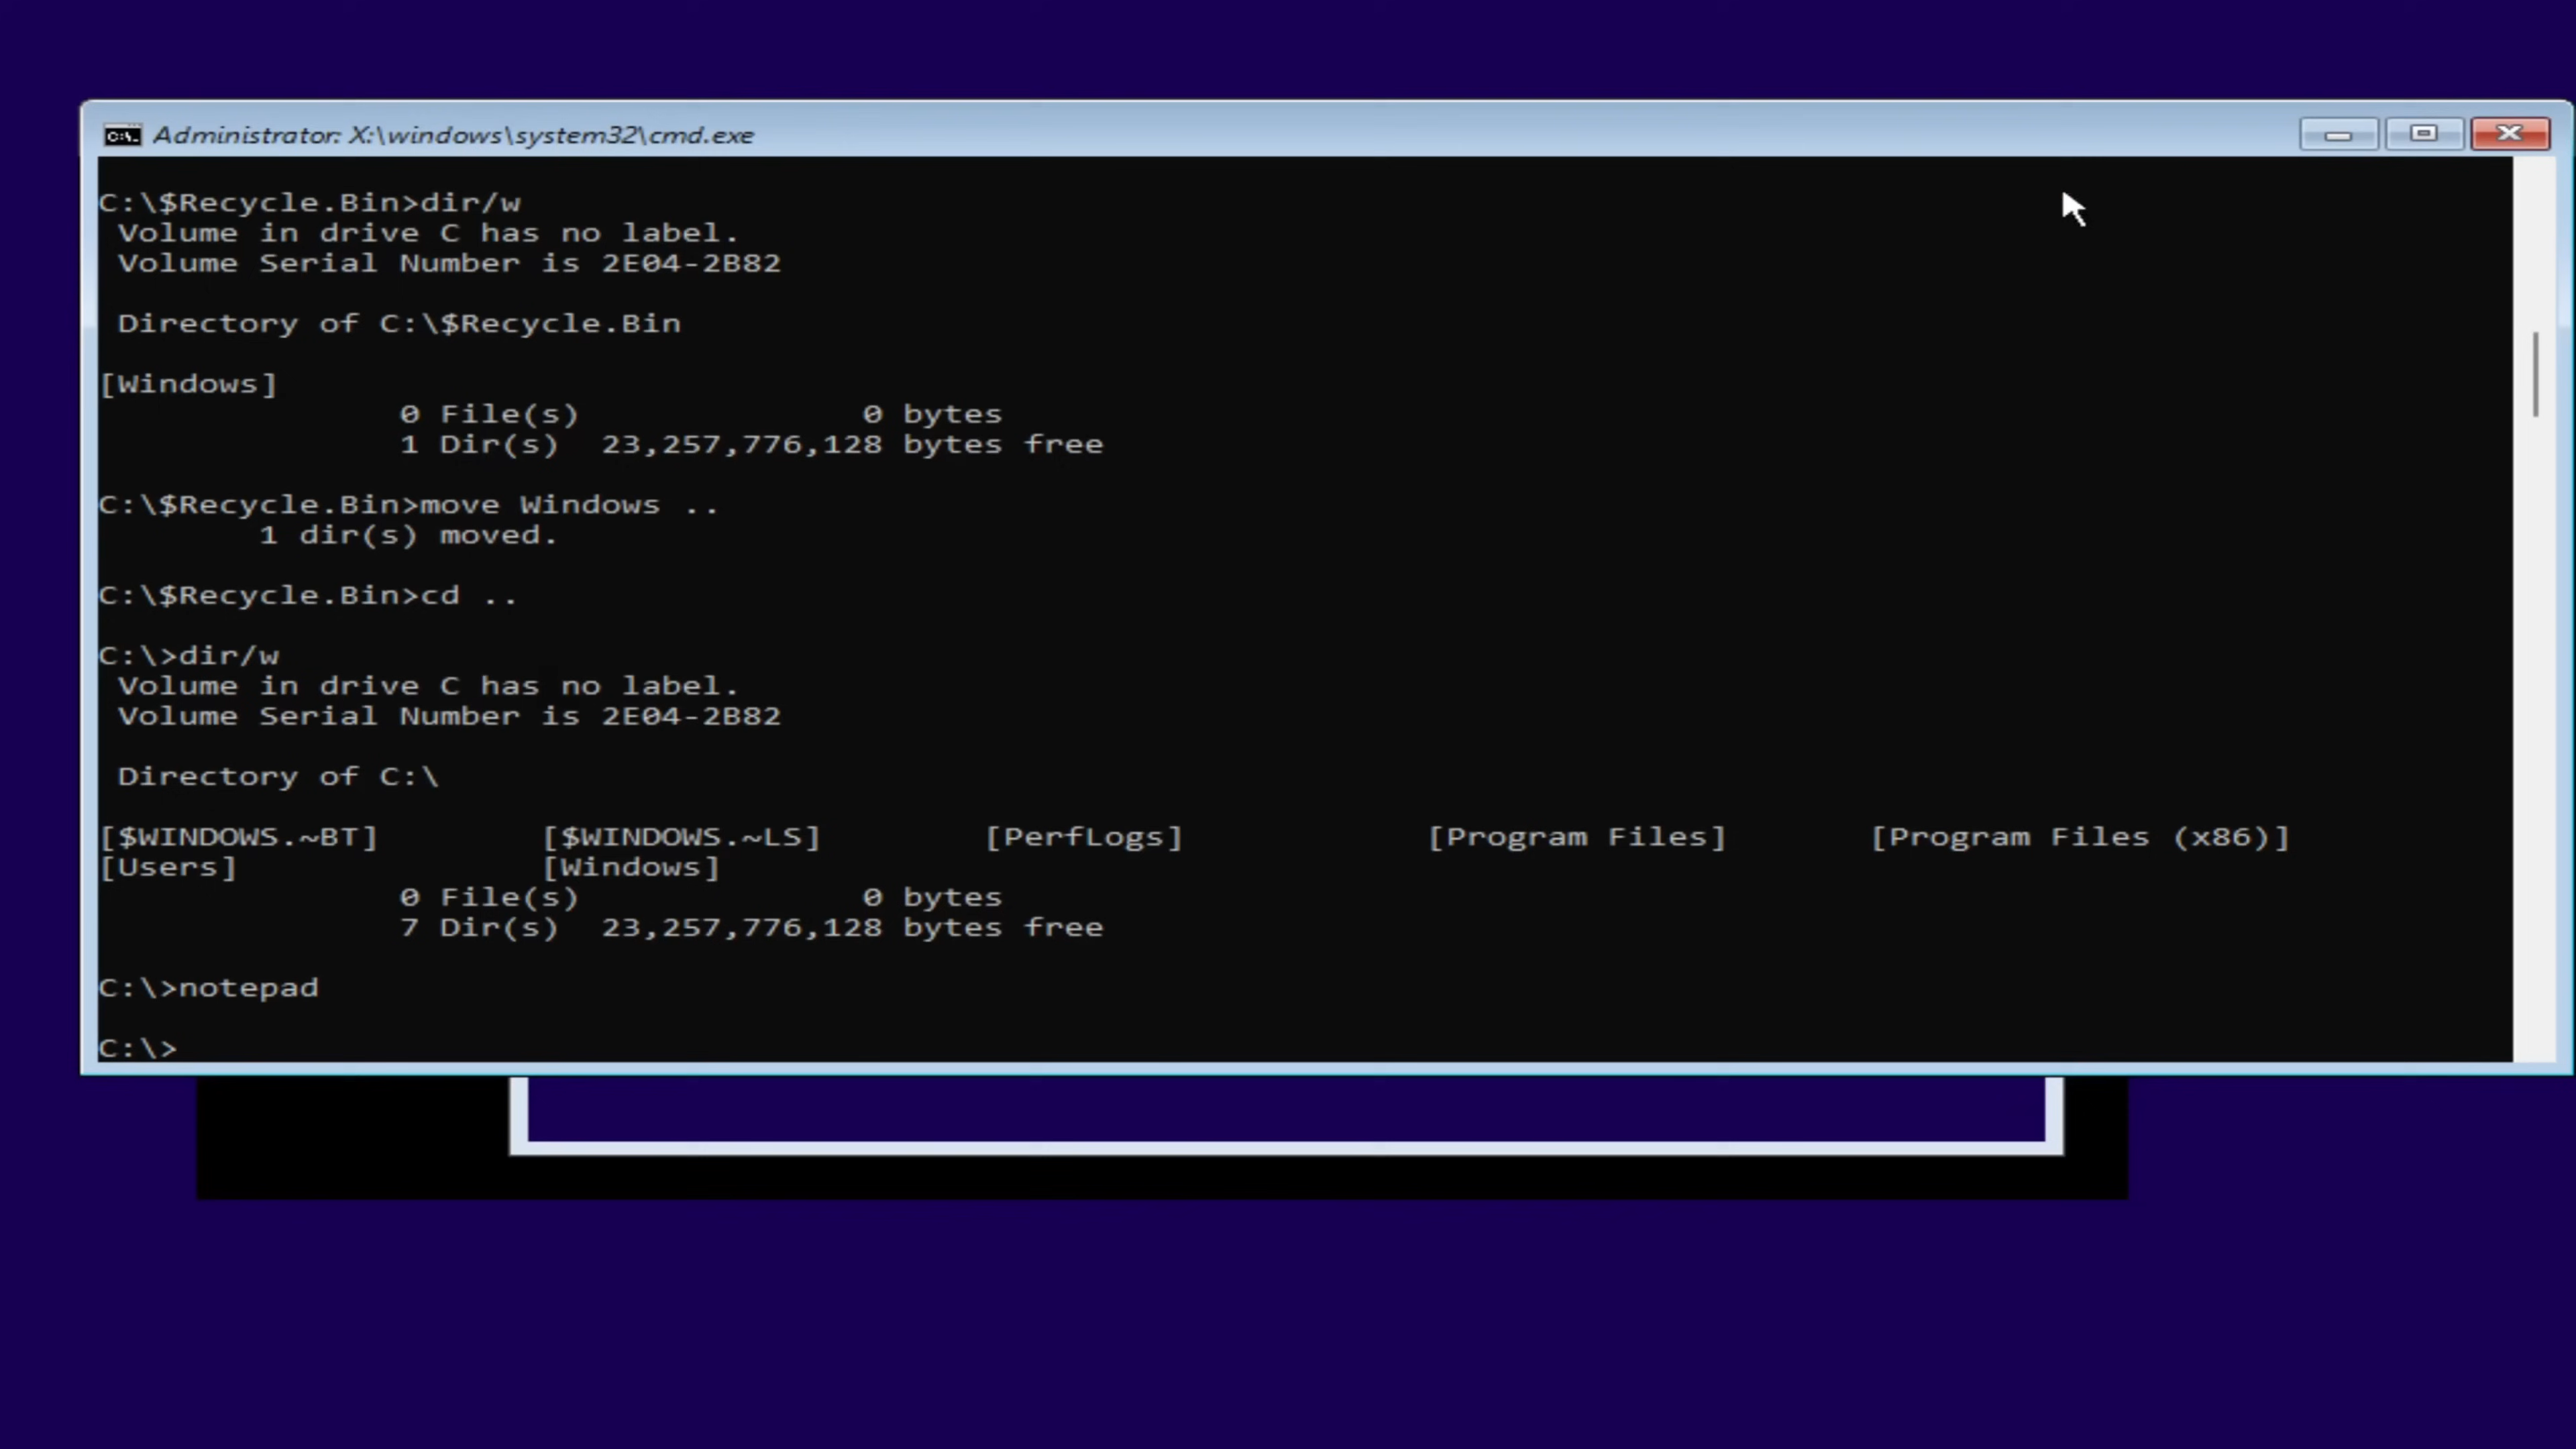 Administrator: X:\windows\system32\cmd.exe
C:\$Recycle.Bin>dir/w
Volume in drive C has no label.
Volume Serial Number is 2E04-2B82
Directory of C:\$Recycle.Bin
[Windows]
0 File(s) 0 bytes
1 Dir(s) 23,257,776,128 bytes free
C:\$Recycle.Bin>move Windows ..
1 dir(s) moved.
C:\$Recycle.Bin>cd ..
C:\>dir/w
Volume in drive C has no label.
Volume Serial Number is 2E04-2B82
Directory of C:\
[$WINDOWS.~BT] [$WINDOWS.~LS] [PerfLogs] [Program Files] [Program Files (x86)]
[Users] [Windows]
0 File(s) 0 bytes
7 Dir(s) 23,257,776,128 bytes free
C:\>notepad
C:\>